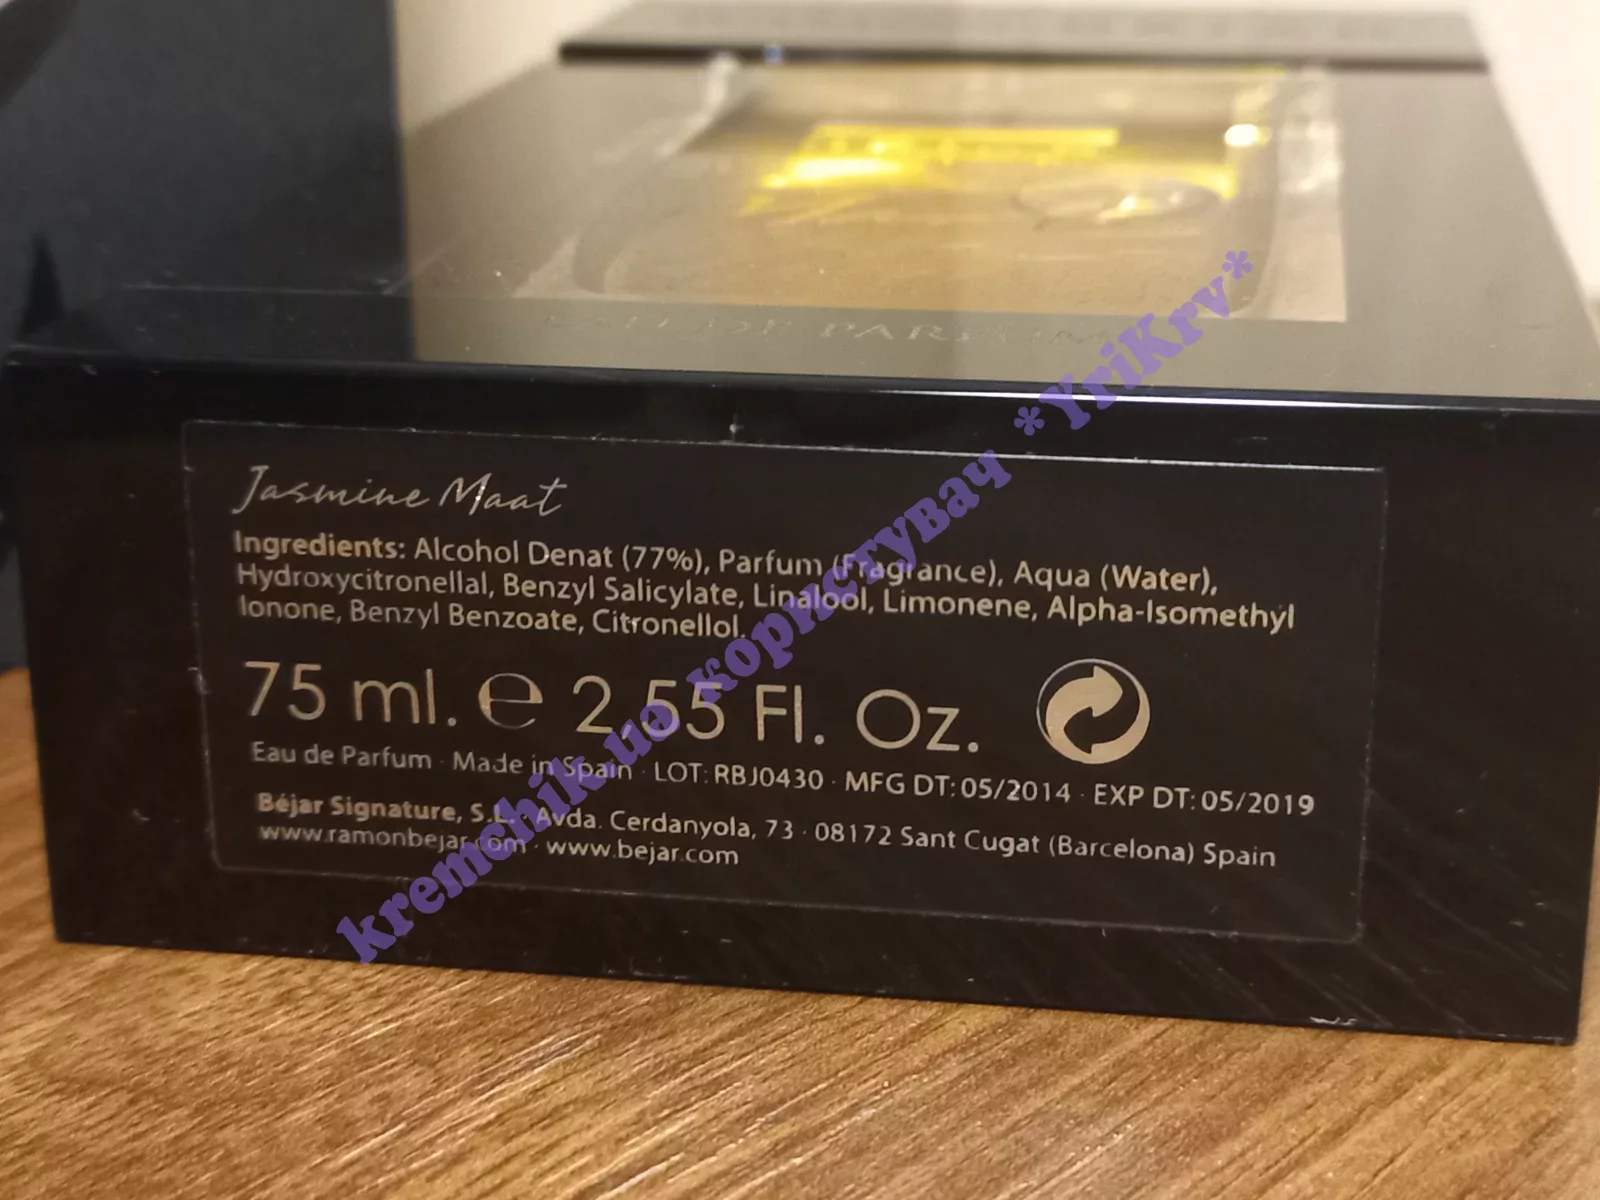 EAU DE PARFUM
Jasmine Maat
Ingredients: Alcohol Denat (77%), Parfum (Fragrance), Aqua (Water),
Hydroxycitronellal, Benzyl Salicylate, Linalool, Limonene, Alpha-Isomethyl
Ionone, Benzyl Benzoate, Citronellol.
75 ml. e 2,55 Fl. Oz.
Eau de Parfum · Made in Spain · LOT: RBJ0430 · MFG DT: 05/2014 · EXP DT: 05/2019
Béjar Signature, S.L. · Avda. Cerdanyola, 73 · 08172 Sant Cugat (Barcelona) Spain
www.ramonbejar.com · www.bejar.com
kremchik.ua користувач *YriKrv*